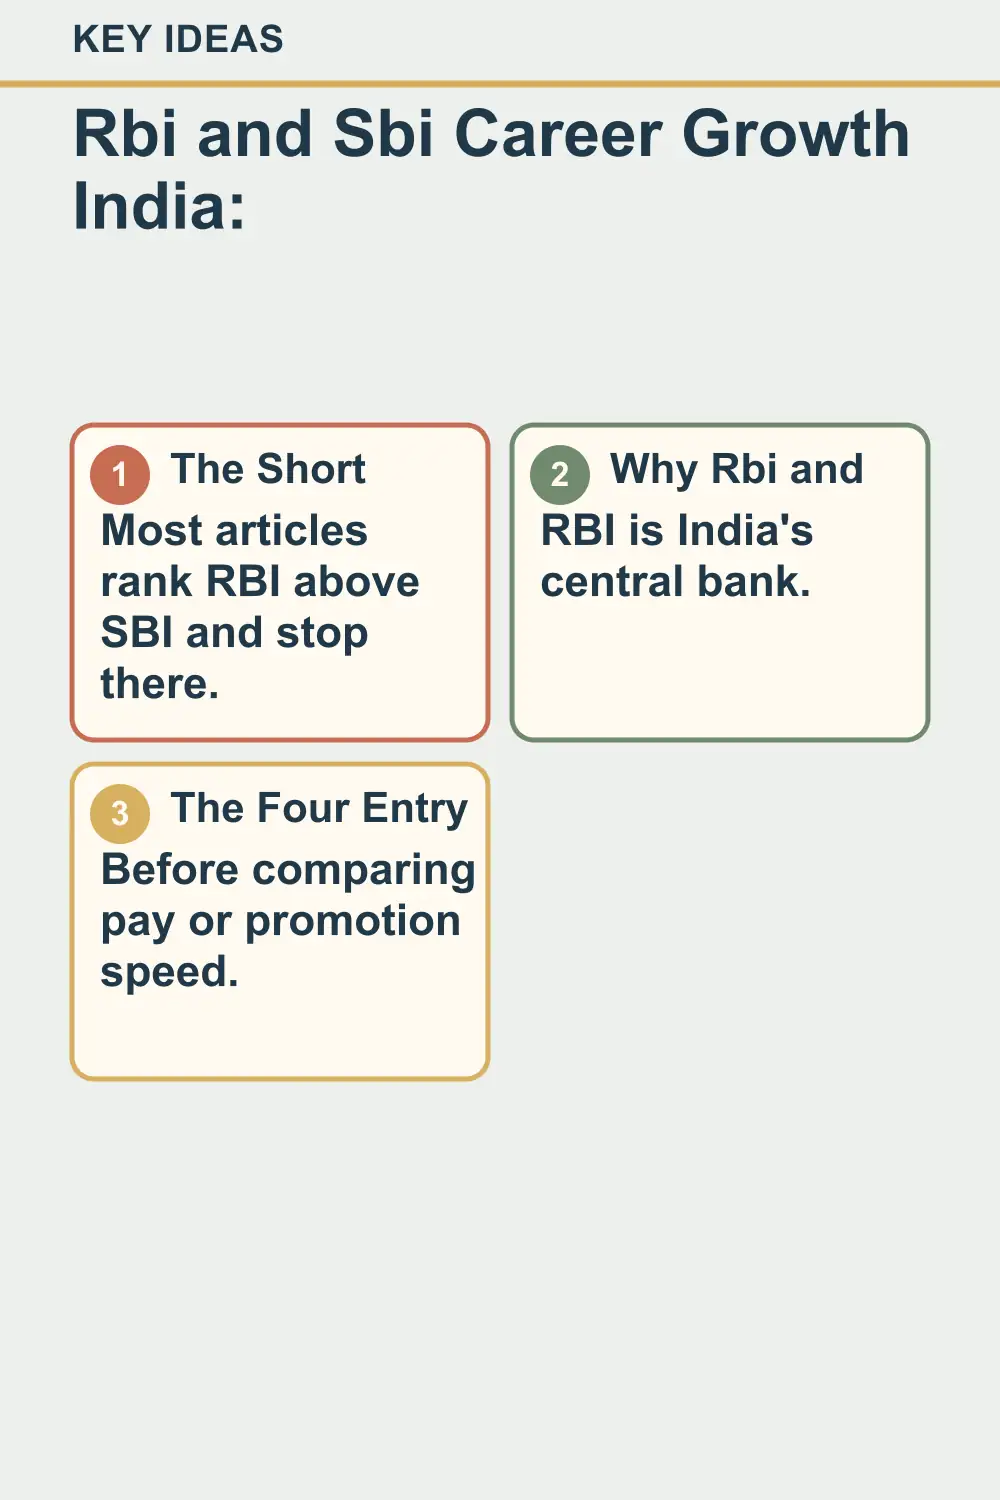 KEY IDEAS
Rbi and Sbi Career Growth
India:
1 The Short
Most articles
rank RBI above
SBI and stop
there.
2 Why Rbi and
RBI is India's
central bank.
3 The Four Entry
Before comparing
pay or promotion
speed.